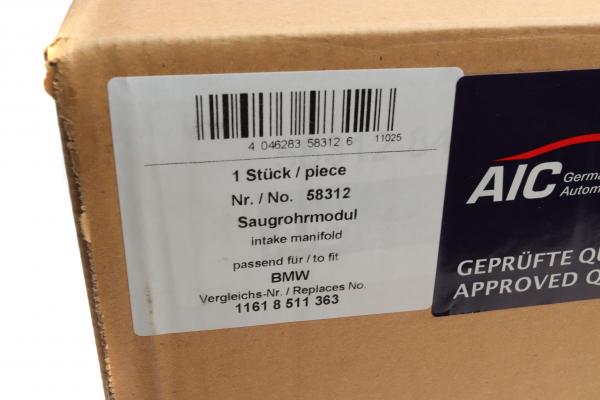 4 046283 58312 6 11025
1 Stück / piece
Nr. / No. 58312
Saugrohrmodul
intake manifold
passend für / to fit
BMW
Vergleichs-Nr. / Replaces No.
1161 8 511 363
AIC
GEPRÜFTE
APPROVED